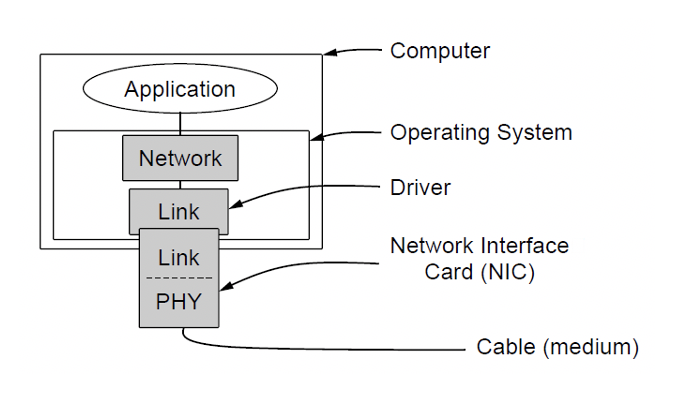 Computer
Application
Operating System
Network
Driver
Link
Network Interface
Card (NIC)
Link
PHY
Cable (medium)